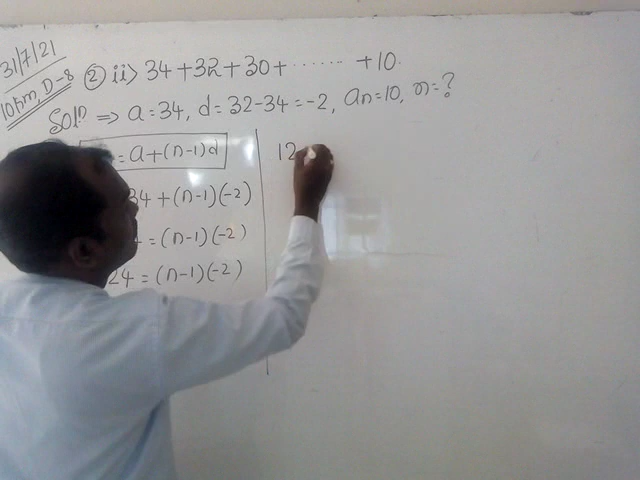 31/7/21
10pm, D-8
② ii> 34+32+30+ ...... +10.
Solⁿ ⇒ a=34, d=32-34=-2, an=10, n=?
= a+(n-1)d
34+(n-1)(-2)
=(n-1)(-2)
24=(n-1)(-2)
12